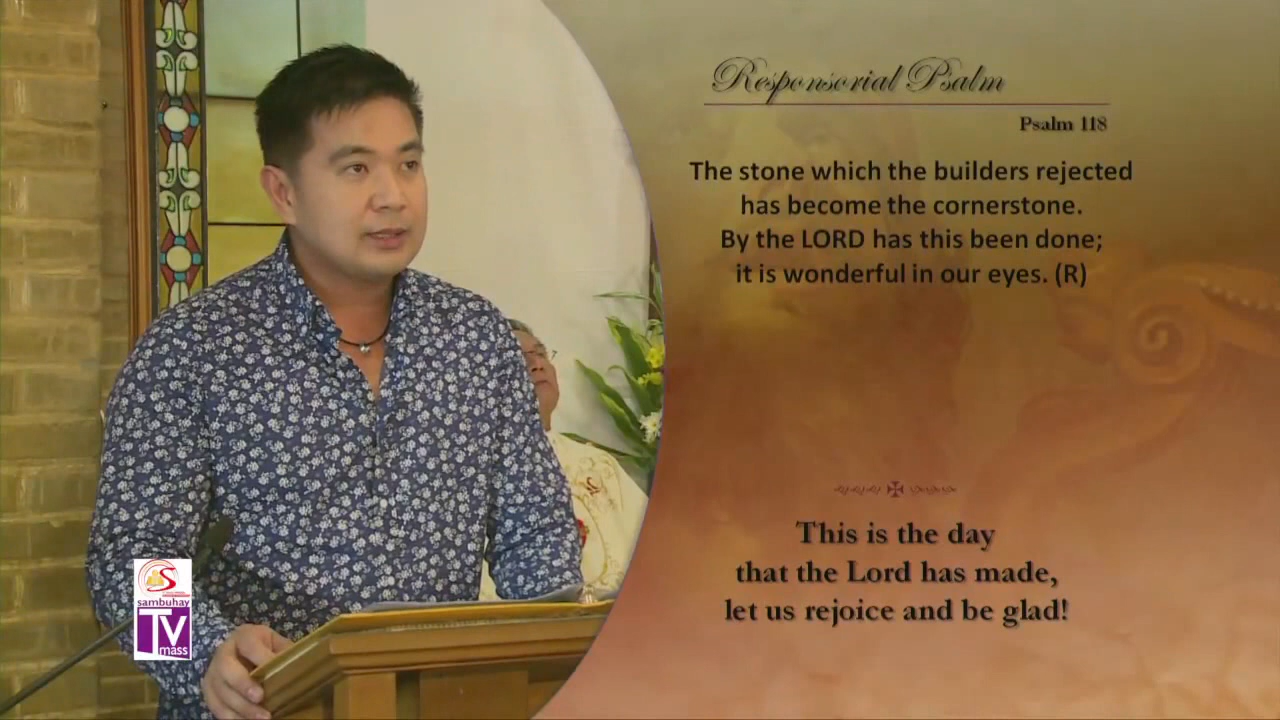 Responsorial Psalm
Psalm 118
The stone which the builders rejected
has become the cornerstone.
By the LORD has this been done;
it is wonderful in our eyes. (R)
This is the day
that the Lord has made,
let us rejoice and be glad!
S
sambuhay
TV
mass